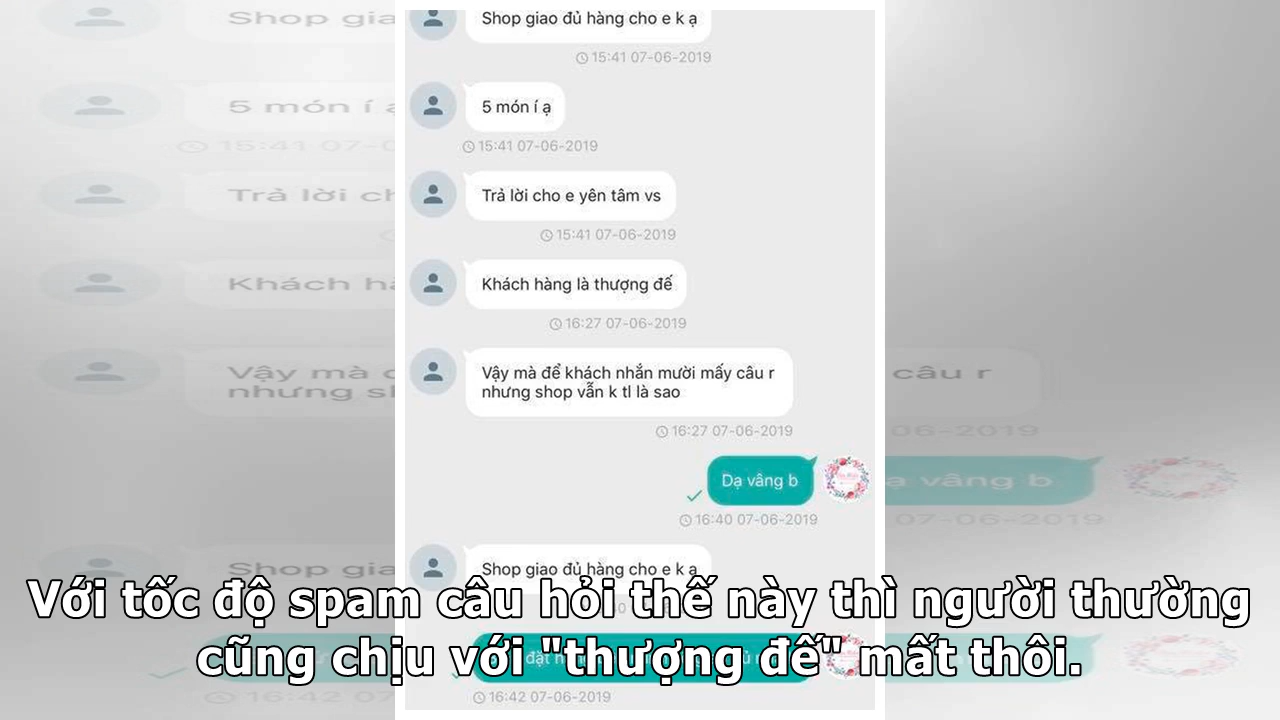 Shop giao đủ hàng cho e k ạ
15:41 07-06-2019
5 món í ạ
15:41 07-06-2019
Trả lời cho e yên tâm vs
15:41 07-06-2019
Khách hàng là thượng đế
16:27 07-06-2019
Vậy mà để khách nhắn mười mấy câu r
nhưng shop vẫn k tl là sao
16:27 07-06-2019
Dạ vâng b
16:40 07-06-2019
Shop giao đủ hàng cho e k ạ
Với tốc độ spam câu hỏi thế này thì người thường
cũng chịu với "thượng đế" mất thôi.
16:42 07-06-2019